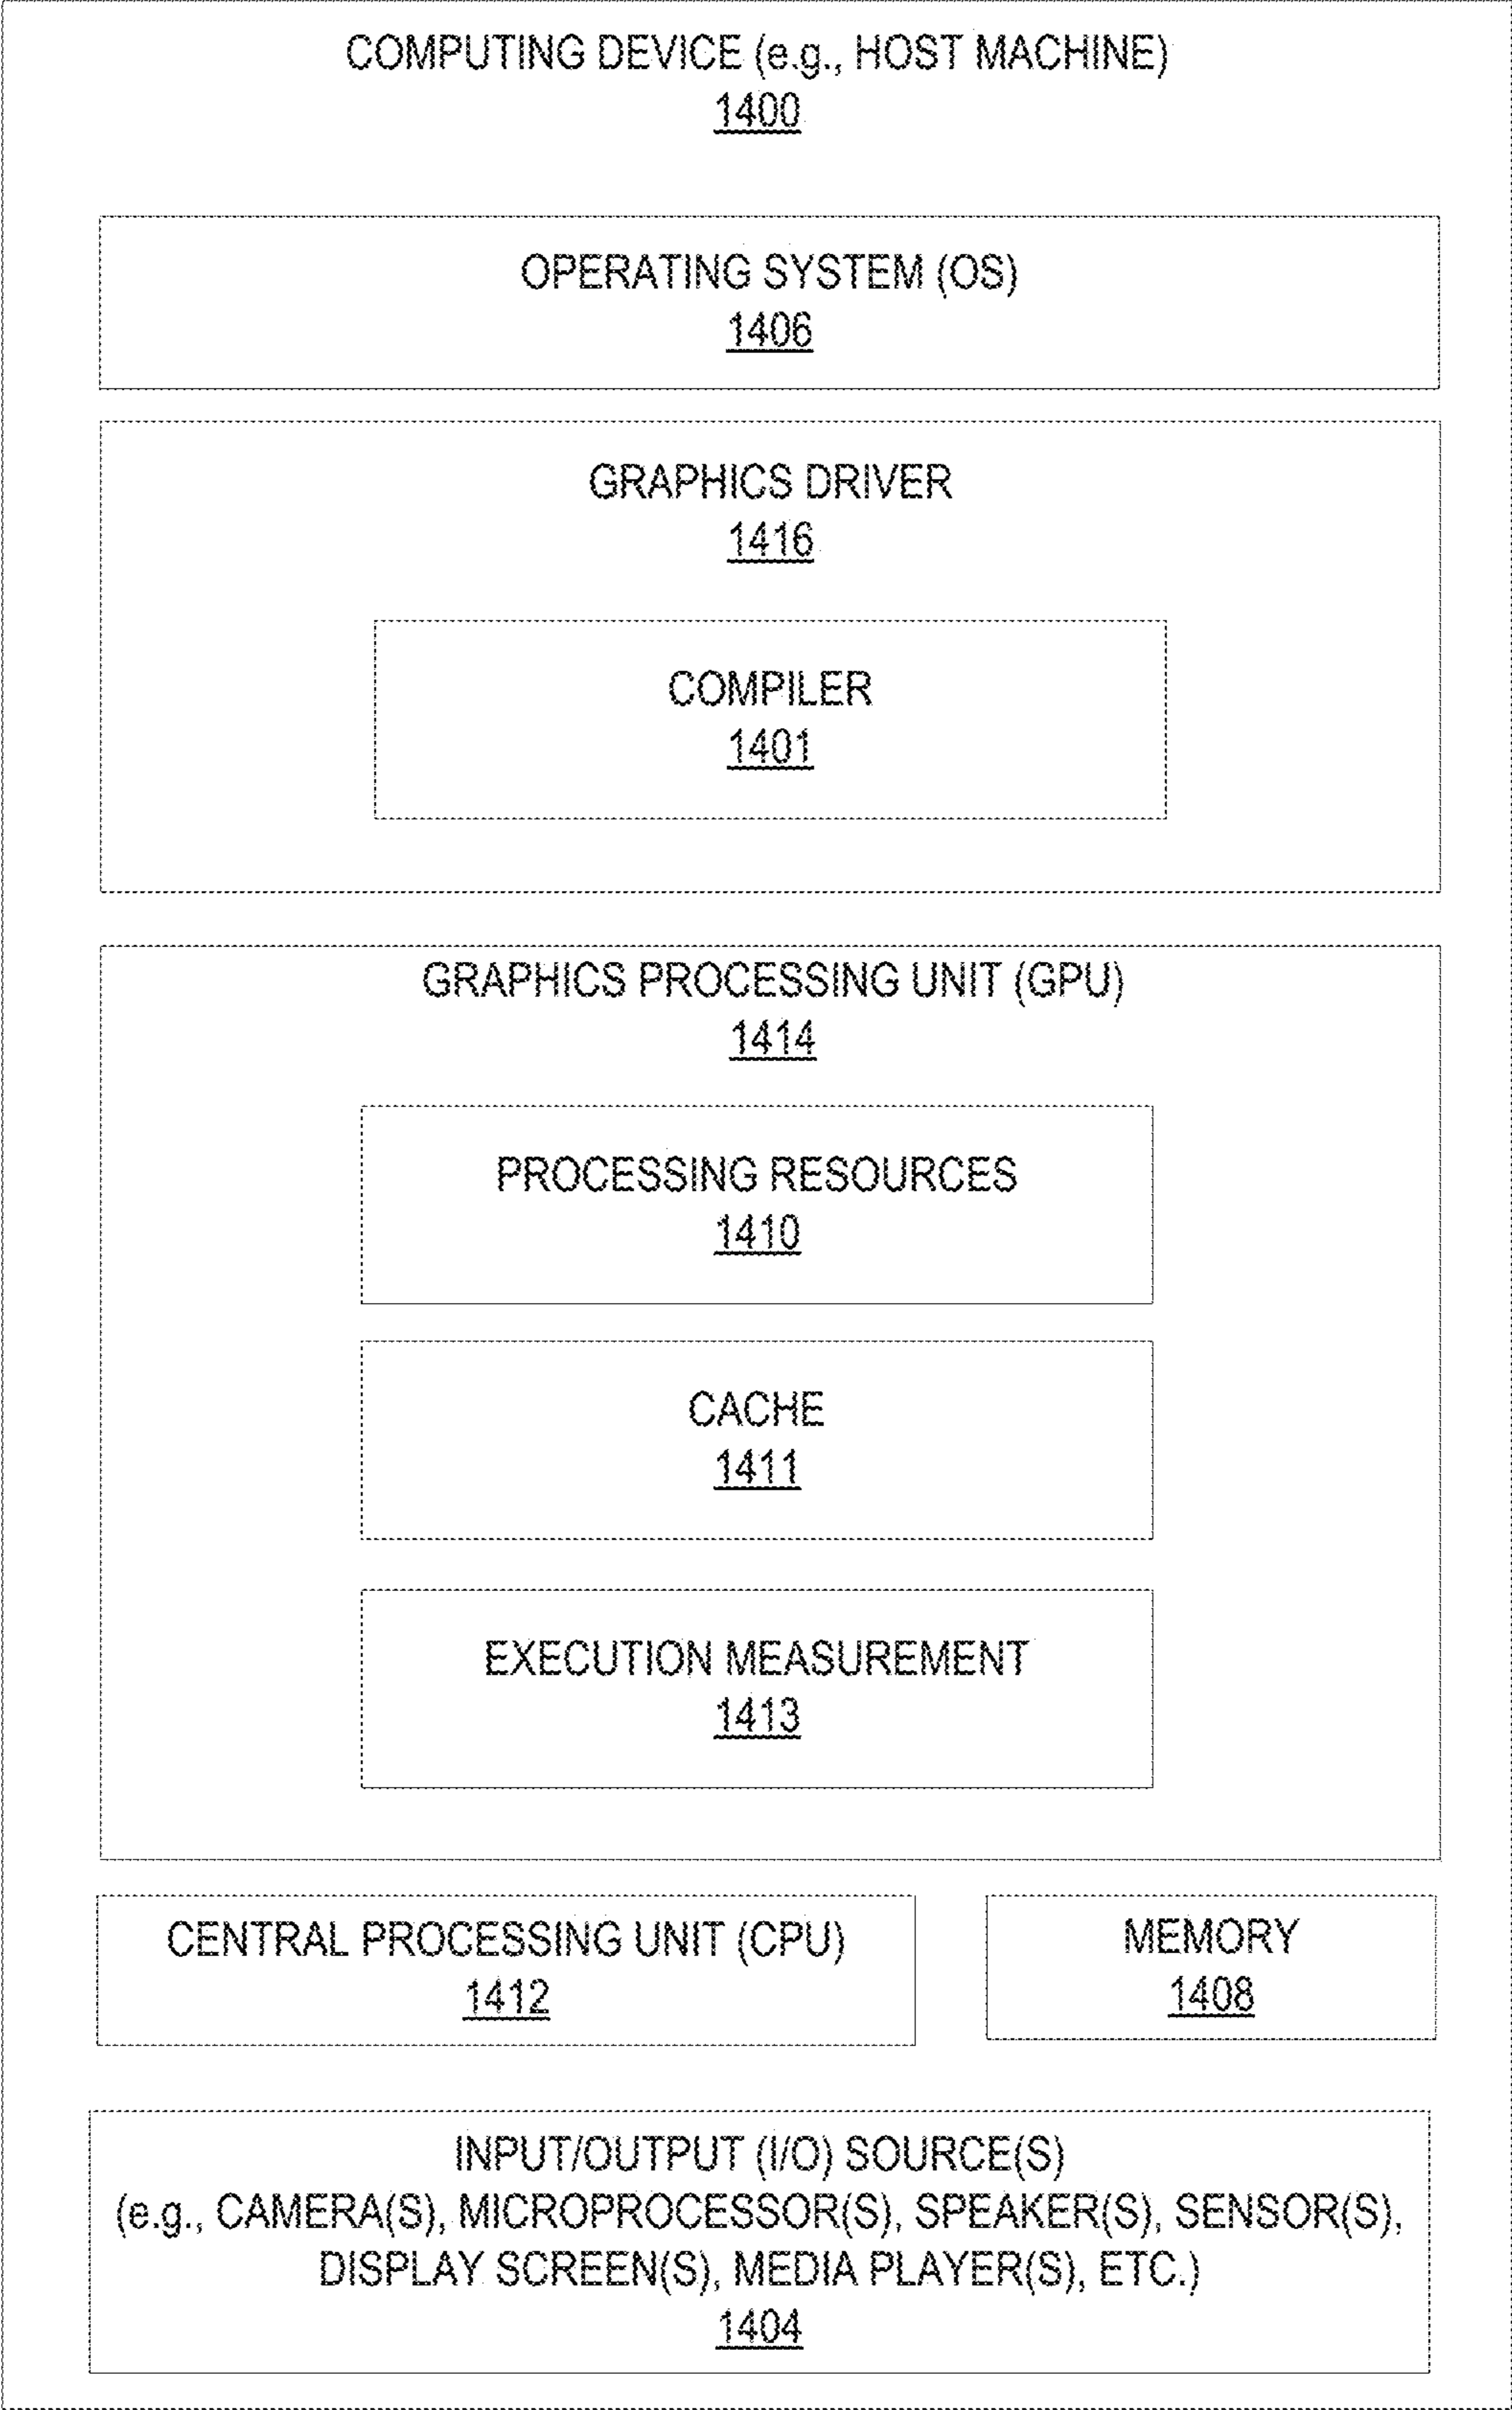 COMPUTING DEVICE (e.g., HOST MACHINE)
1400
OPERATING SYSTEM (OS)
1406
GRAPHICS DRIVER
1416
COMPILER
1401
GRAPHICS PROCESSING UNIT (GPU)
1414
PROCESSING RESOURCES
1410
CACHE
1411
EXECUTION MEASUREMENT
1413
CENTRAL PROCESSING UNIT (CPU)
1412
MEMORY
1408
INPUT/OUTPUT (I/O) SOURCE(S)
(e.g., CAMERA(S), MICROPROCESSOR(S), SPEAKER(S), SENSOR(S),
DISPLAY SCREEN(S), MEDIA PLAYER(S), ETC.)
1404